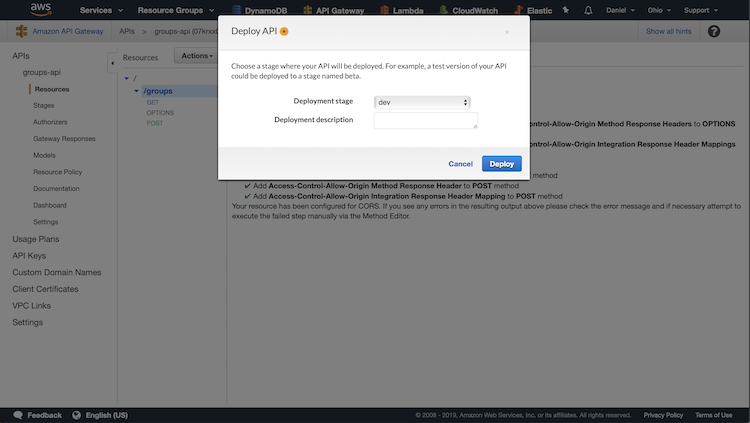 aws
Services
Resource Groups
DynamoDB
API Gateway
Lambda
CloudWatch
Elastic
Daniel
Ohio
Support
Amazon API Gateway
APIs
groups-api
Show all hints
?
Deploy API
Choose a stage where your API will be deployed. For example, a test version of your API
could be deployed to a stage named beta.
Deployment stage
dev
Deployment description
Cancel
Deploy
APIs
groups-api
Resources
Stages
Authorizers
Gateway Responses
Models
Resource Policy
Documentation
Dashboard
Settings
Usage Plans
API Keys
Custom Domain Names
Client Certificates
VPC Links
Settings
Resources
Actions
/
/groups
GET
OPTIONS
POST
ontrol-Allow-Origin Method Response Headers to OPTIONS
ontrol-Allow-Origin Integration Response Header Mappings
method
✔ Add Access-Control-Allow-Origin Method Response Header to POST method
✔ Add Access-Control-Allow-Origin Integration Response Header Mapping to POST method
Your resource has been configured for CORS. If you see any errors in the resulting output above please check the error message and if necessary attempt to
execute the failed step manually via the Method Editor.
Feedback
English (US)
© 2008 - 2019, Amazon Web Services, Inc. or its affiliates. All rights reserved.
Privacy Policy
Terms of Use